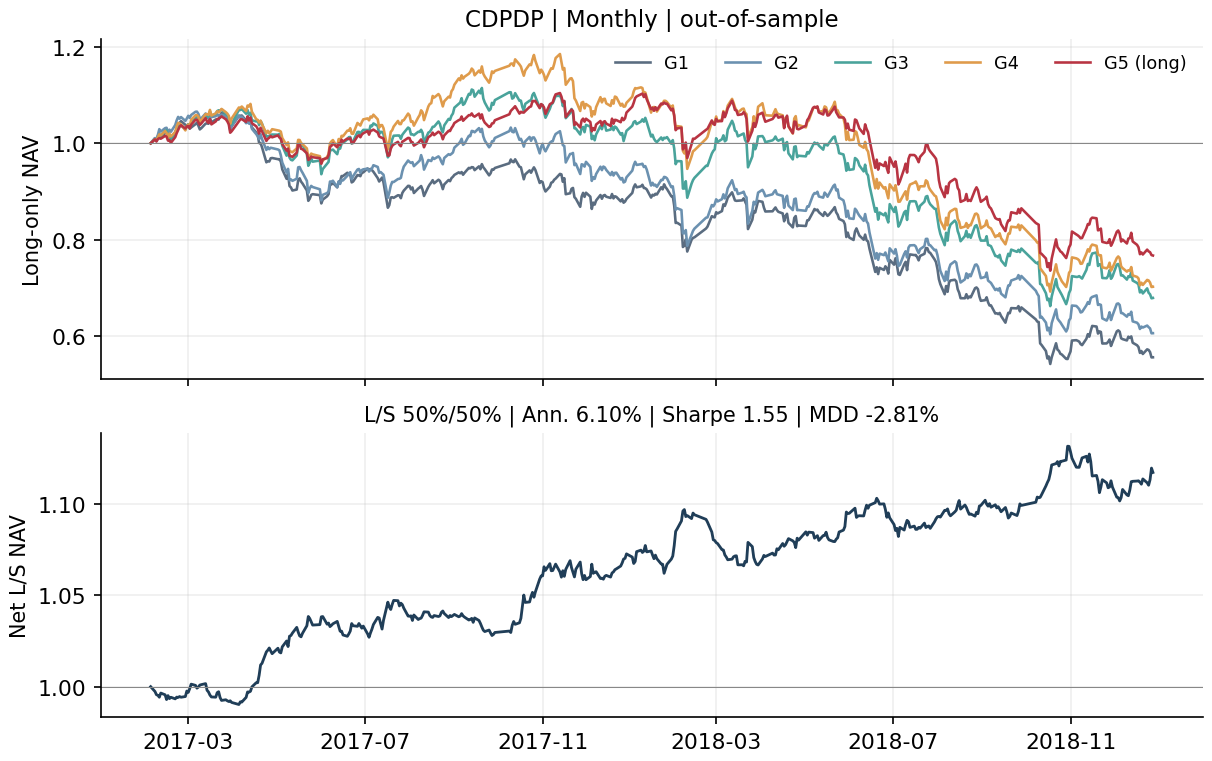 CDPDP | Monthly | out-of-sample
G1 G2 G3 G4 G5 (long)
Long-only NAV
1.2
1.0
0.8
0.6
L/S 50%/50% | Ann. 6.10% | Sharpe 1.55 | MDD -2.81%
Net L/S NAV
1.10
1.05
1.00
2017-03 2017-07 2017-11 2018-03 2018-07 2018-11